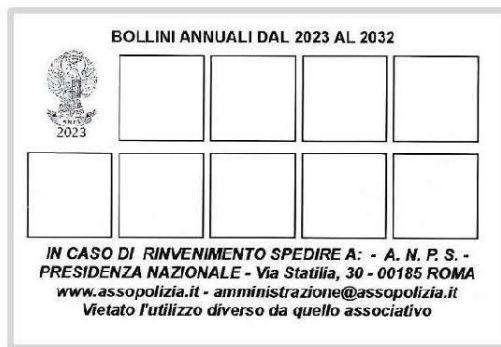 BOLLINI ANNUALI DAL 2023 AL 2032
2023
IN CASO DI RINVENIMENTO SPEDIRE A: - A. N. P. S. -
PRESIDENZA NAZIONALE - Via Statilia, 30 - 00185 ROMA
www.assopolizia.it - amministrazione@assopolizia.it
Vietato l'utilizzo diverso da quello associativo